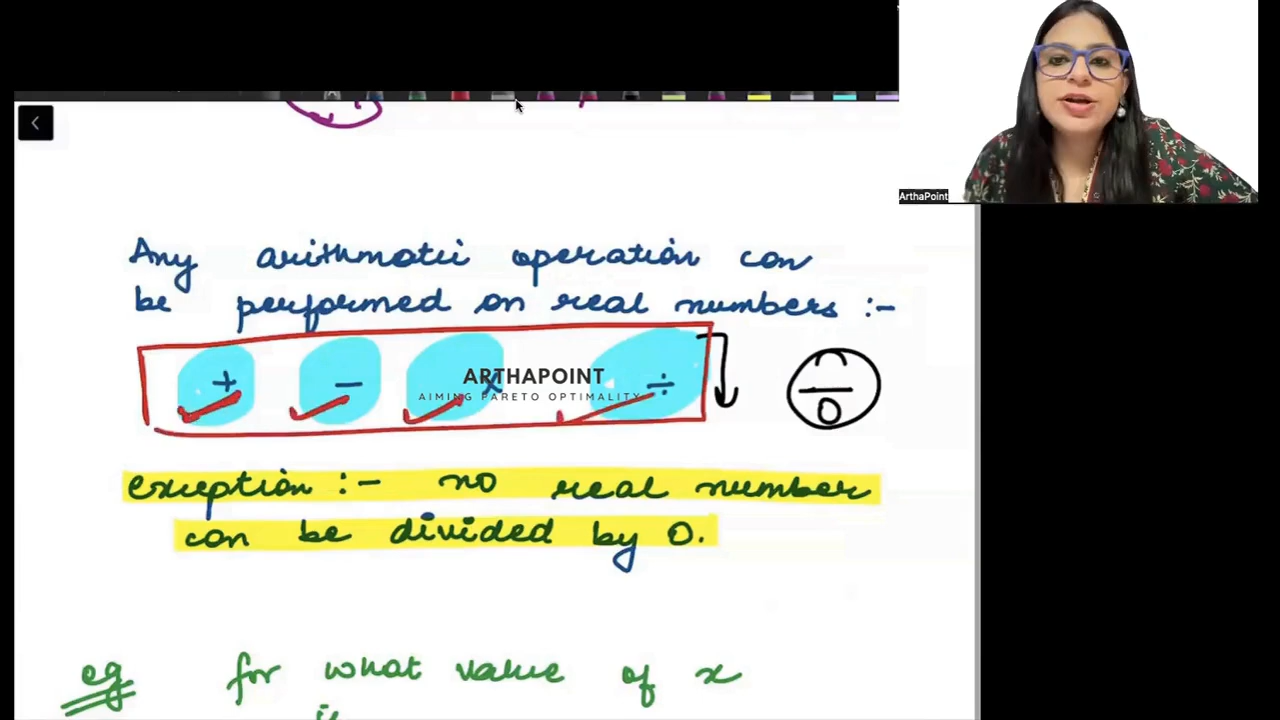 ArthaPoint
Any arithmatic operation can
be performed on real numbers :-
+ − × ÷
ARTHAPOINT
AIMING PARETO OPTIMALITY
n
0
exception :- no real number
can be divided by 0.
eg for what value of x